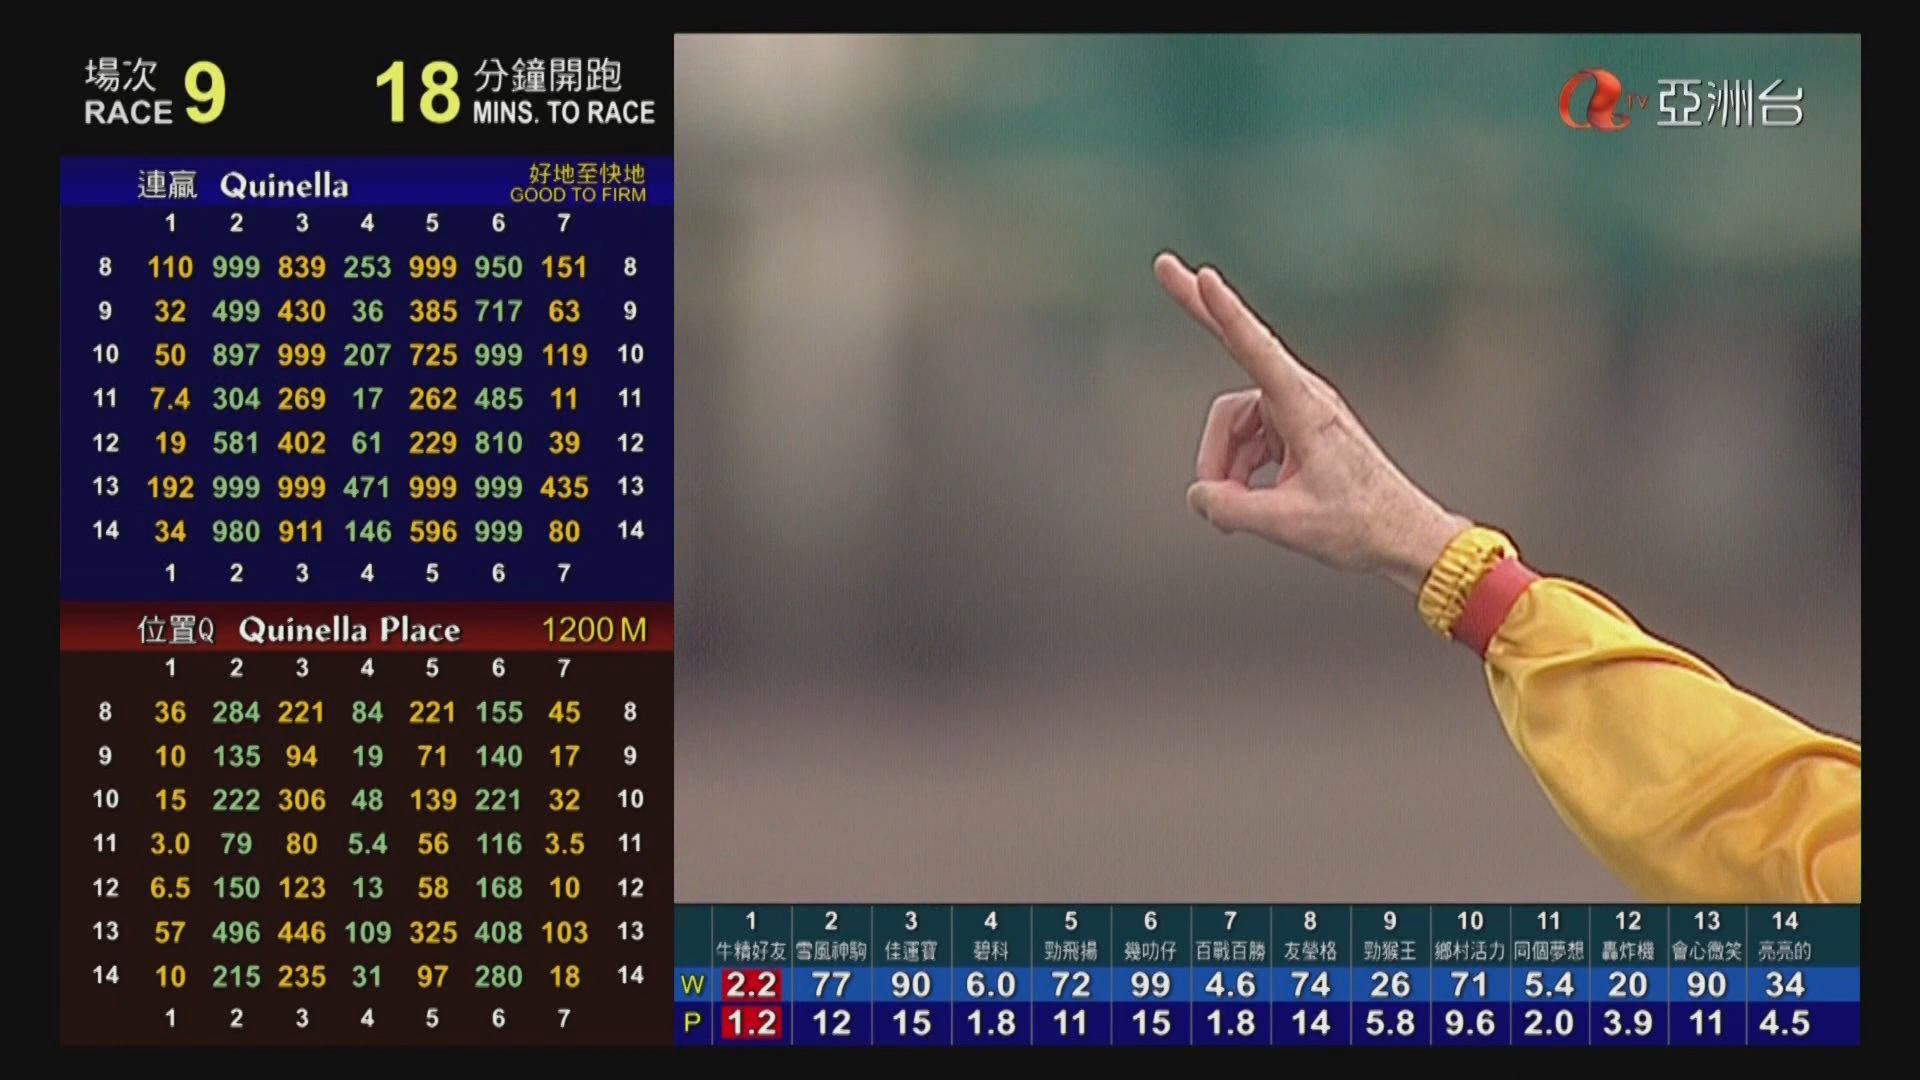 場次 RACE 9 18 分鐘開跑 MINS. TO RACE
TV 亞洲台
連贏 Quinella 好地至快地 GOOD TO FIRM
1 2 3 4 5 6 7
8 110 999 839 253 999 950 151 8
9 32 499 430 36 385 717 63 9
10 50 897 999 207 725 999 119 10
11 7.4 304 269 17 262 485 11 11
12 19 581 402 61 229 810 39 12
13 192 999 999 471 999 999 435 13
14 34 980 911 146 596 999 80 14
1 2 3 4 5 6 7
位置Q Quinella Place 1200 M
1 2 3 4 5 6 7
8 36 284 221 84 221 155 45 8
9 10 135 94 19 71 140 17 9
10 15 222 306 48 139 221 32 10
11 3.0 79 80 5.4 56 116 3.5 11
12 6.5 150 123 13 58 168 10 12
13 57 496 446 109 325 408 103 13
14 10 215 235 31 97 280 18 14
1 2 3 4 5 6 7
1 2 3 4 5 6 7 8 9 10 11 12 13 14
牛精好友 雪風神駒 佳運寶 碧科 勁飛揚 幾叻仔 百戰百勝 友瑩格 勁猴王 鄉村活力 同個夢想 轟炸機 會心微笑 亮亮的
W 2.2 77 90 6.0 72 99 4.6 74 26 71 5.4 20 90 34
P 1.2 12 15 1.8 11 15 1.8 14 5.8 9.6 2.0 3.9 11 4.5